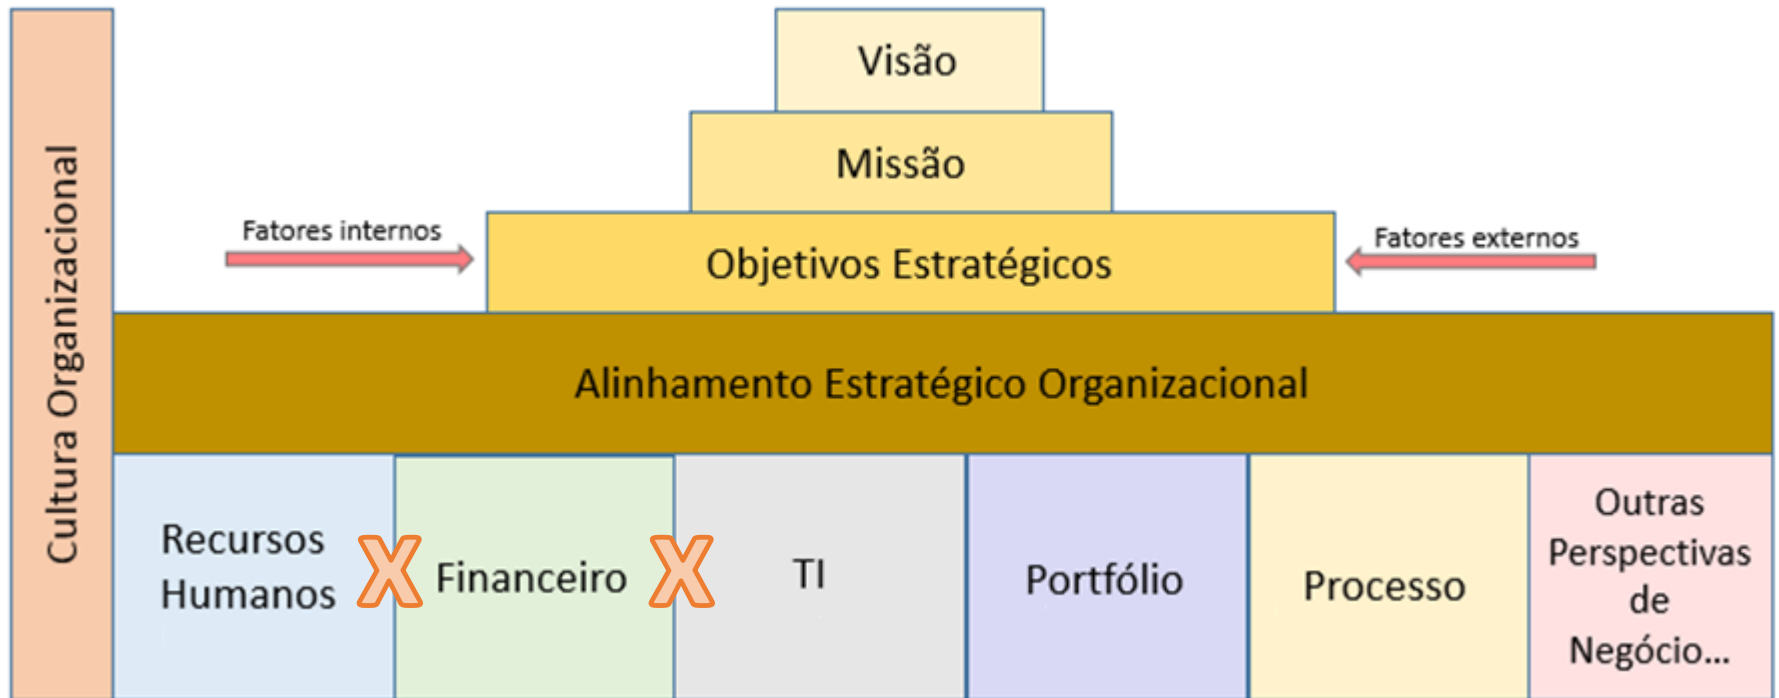 Visão
Missão
Fatores internos
Fatores externos
Objetivos Estratégicos
Cultura Organizacional
Alinhamento Estratégico Organizacional
Recursos
Humanos
X
Financeiro
X
TI
Portfólio
Processo
Outras
Perspectivas
de
Negócio...